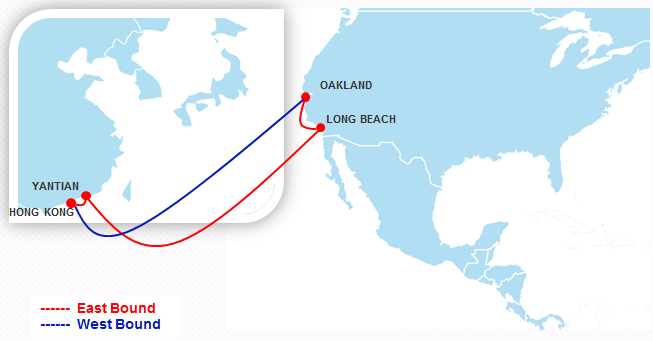 OAKLAND
LONG BEACH
YANTIAN
HONG KONG
------ East Bound
------ West Bound